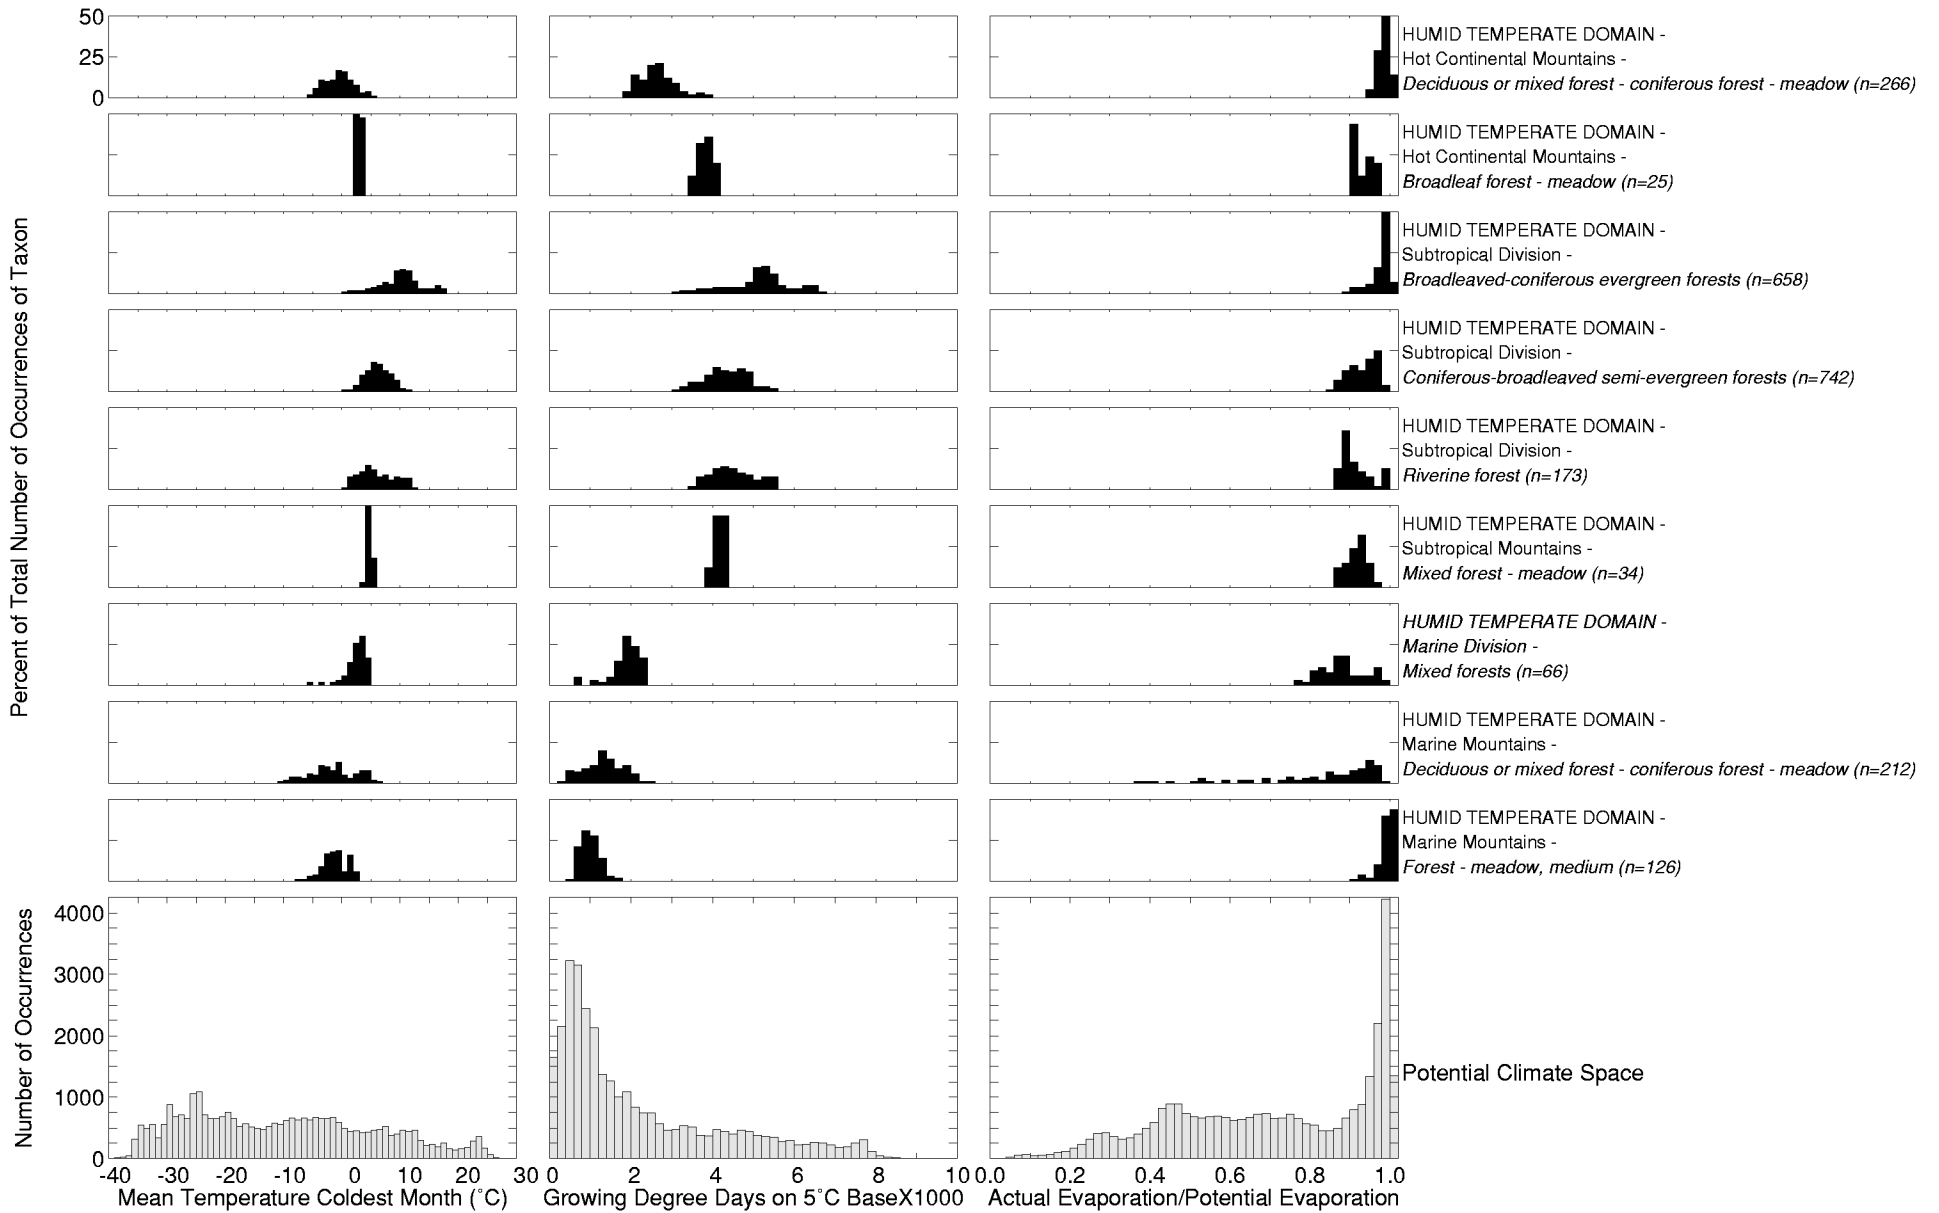 Percent of Total Number of Occurrences of Taxon
50
25
0
HUMID TEMPERATE DOMAIN -
Hot Continental Mountains -
Deciduous or mixed forest - coniferous forest - meadow (n=266)
HUMID TEMPERATE DOMAIN -
Hot Continental Mountains -
Broadleaf forest - meadow (n=25)
HUMID TEMPERATE DOMAIN -
Subtropical Division -
Broadleaved-coniferous evergreen forests (n=658)
HUMID TEMPERATE DOMAIN -
Subtropical Division -
Coniferous-broadleaved semi-evergreen forests (n=742)
HUMID TEMPERATE DOMAIN -
Subtropical Division -
Riverine forest (n=173)
HUMID TEMPERATE DOMAIN -
Subtropical Mountains -
Mixed forest - meadow (n=34)
HUMID TEMPERATE DOMAIN -
Marine Division -
Mixed forests (n=66)
HUMID TEMPERATE DOMAIN -
Marine Mountains -
Deciduous or mixed forest - coniferous forest - meadow (n=212)
HUMID TEMPERATE DOMAIN -
Marine Mountains -
Forest - meadow, medium (n=126)
Number of Occurrences
4000
3000
2000
1000
0
Potential Climate Space
-40 -30 -20 -10 0 10 20 30
Mean Temperature Coldest Month (˚C)
0 2 4 6 8 10
Growing Degree Days on 5˚C BaseX1000
0.0 0.2 0.4 0.6 0.8 1.0
Actual Evaporation/Potential Evaporation